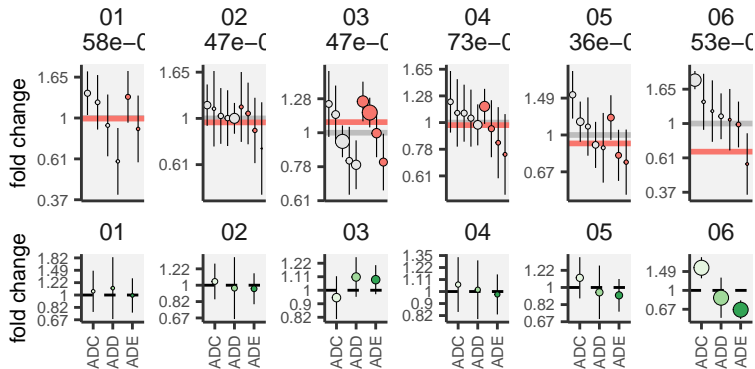 01 02 03 04 05 06
58e–0 47e–0 47e–0 73e–0 36e–0 53e–0
fold change
1.65 1 0.61 0.37
1.65 1 0.61
1.28 1 0.78 0.61
1.65 1.28 1 0.78 0.61
1.49 1 0.67
1.65 1 0.61 0.37
01 02 03 04 05 06
fold change
1.82 1.49 1.22 1 0.82 0.67
1.22 1 0.82 0.67
1.22 1.11 1 0.9 0.82
1.35 1.22 1.11 1 0.9 0.82
1.22 1 0.82 0.67
1.49 1 0.67
ADC ADD ADE ADC ADD ADE ADC ADD ADE ADC ADD ADE ADC ADD ADE ADC ADD ADE